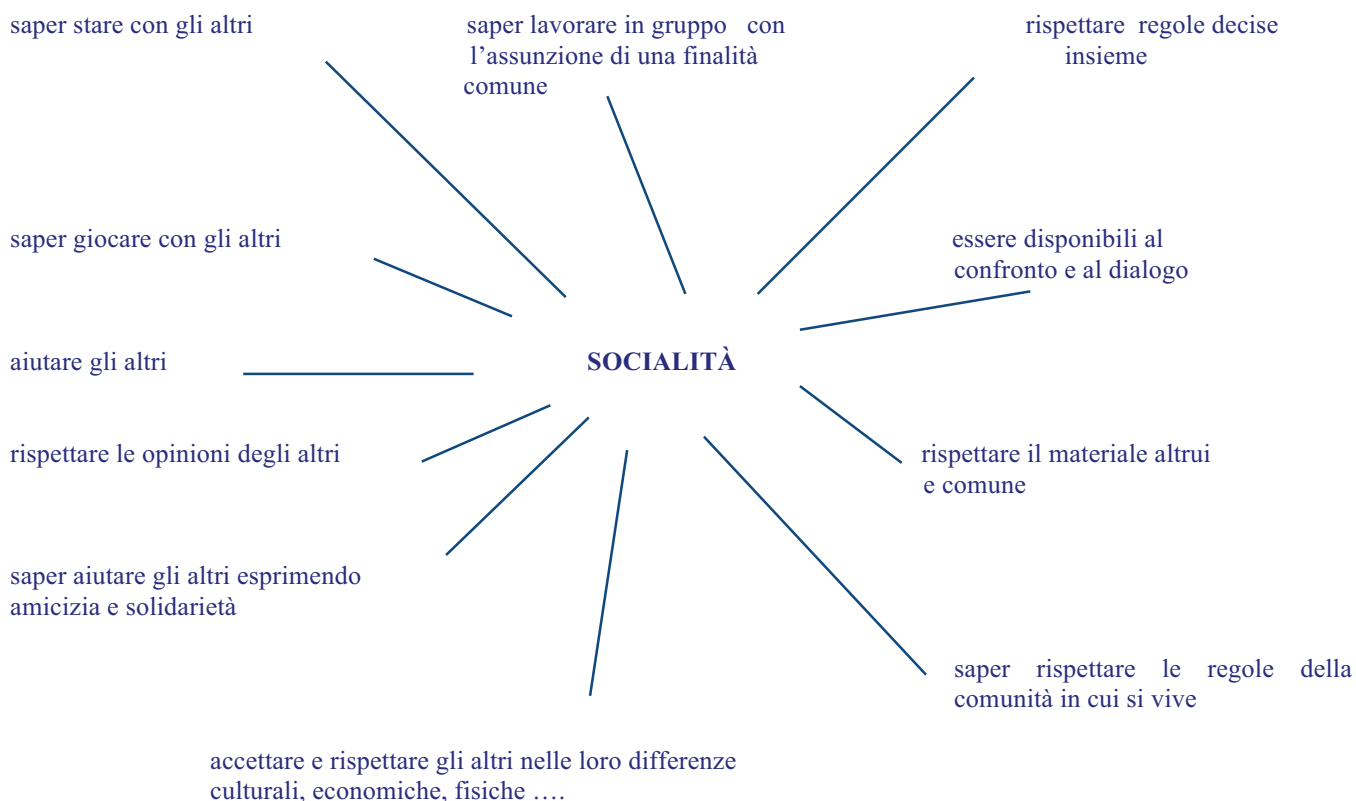 saper stare con gli altri
saper lavorare in gruppo con
l’assunzione di una finalità
comune
rispettare regole decise
insieme
saper giocare con gli altri
essere disponibili al
confronto e al dialogo
aiutare gli altri
SOCIALITÀ
rispettare le opinioni degli altri
rispettare il materiale altrui
e comune
saper aiutare gli altri esprimendo
amicizia e solidarietà
saper rispettare le regole della
comunità in cui si vive
accettare e rispettare gli altri nelle loro differenze
culturali, economiche, fisiche ….